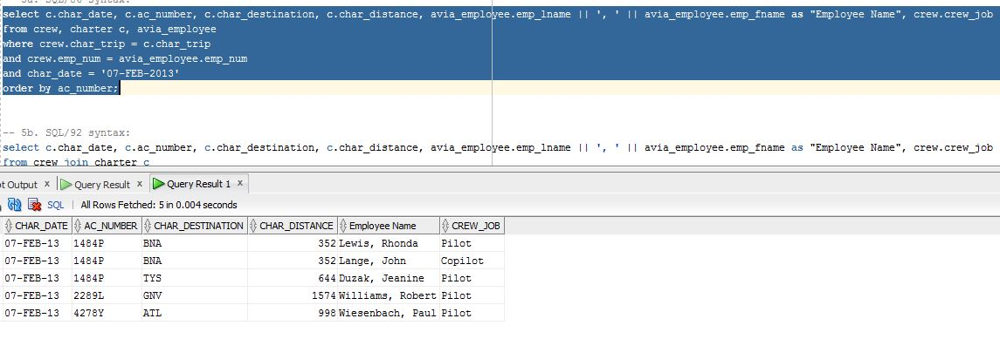 -- 5a. SQL/86 syntax:
select c.char_date, c.ac_number, c.char_destination, c.char_distance, avia_employee.emp_lname || ', ' || avia_employee.emp_fname as "Employee Name", crew.crew_job
from crew, charter c, avia_employee
where crew.char_trip = c.char_trip
and crew.emp_num = avia_employee.emp_num
and char_date = '07-FEB-2013'
order by ac_number;
-- 5b. SQL/92 syntax:
select c.char_date, c.ac_number, c.char_destination, c.char_distance, avia_employee.emp_lname || ', ' || avia_employee.emp_fname as "Employee Name", crew.crew_job
from crew join charter c
pt Output x Query Result x Query Result 1 x
SQL | All Rows Fetched: 5 in 0.004 seconds
CHAR_DATE AC_NUMBER CHAR_DESTINATION CHAR_DISTANCE Employee Name CREW_JOB
07-FEB-13 1484P BNA 352 Lewis, Rhonda Pilot
07-FEB-13 1484P BNA 352 Lange, John Copilot
07-FEB-13 1484P TYS 644 Duzak, Jeanine Pilot
07-FEB-13 2289L GNV 1574 Williams, Robert Pilot
07-FEB-13 4278Y ATL 998 Wiesenbach, Paul Pilot